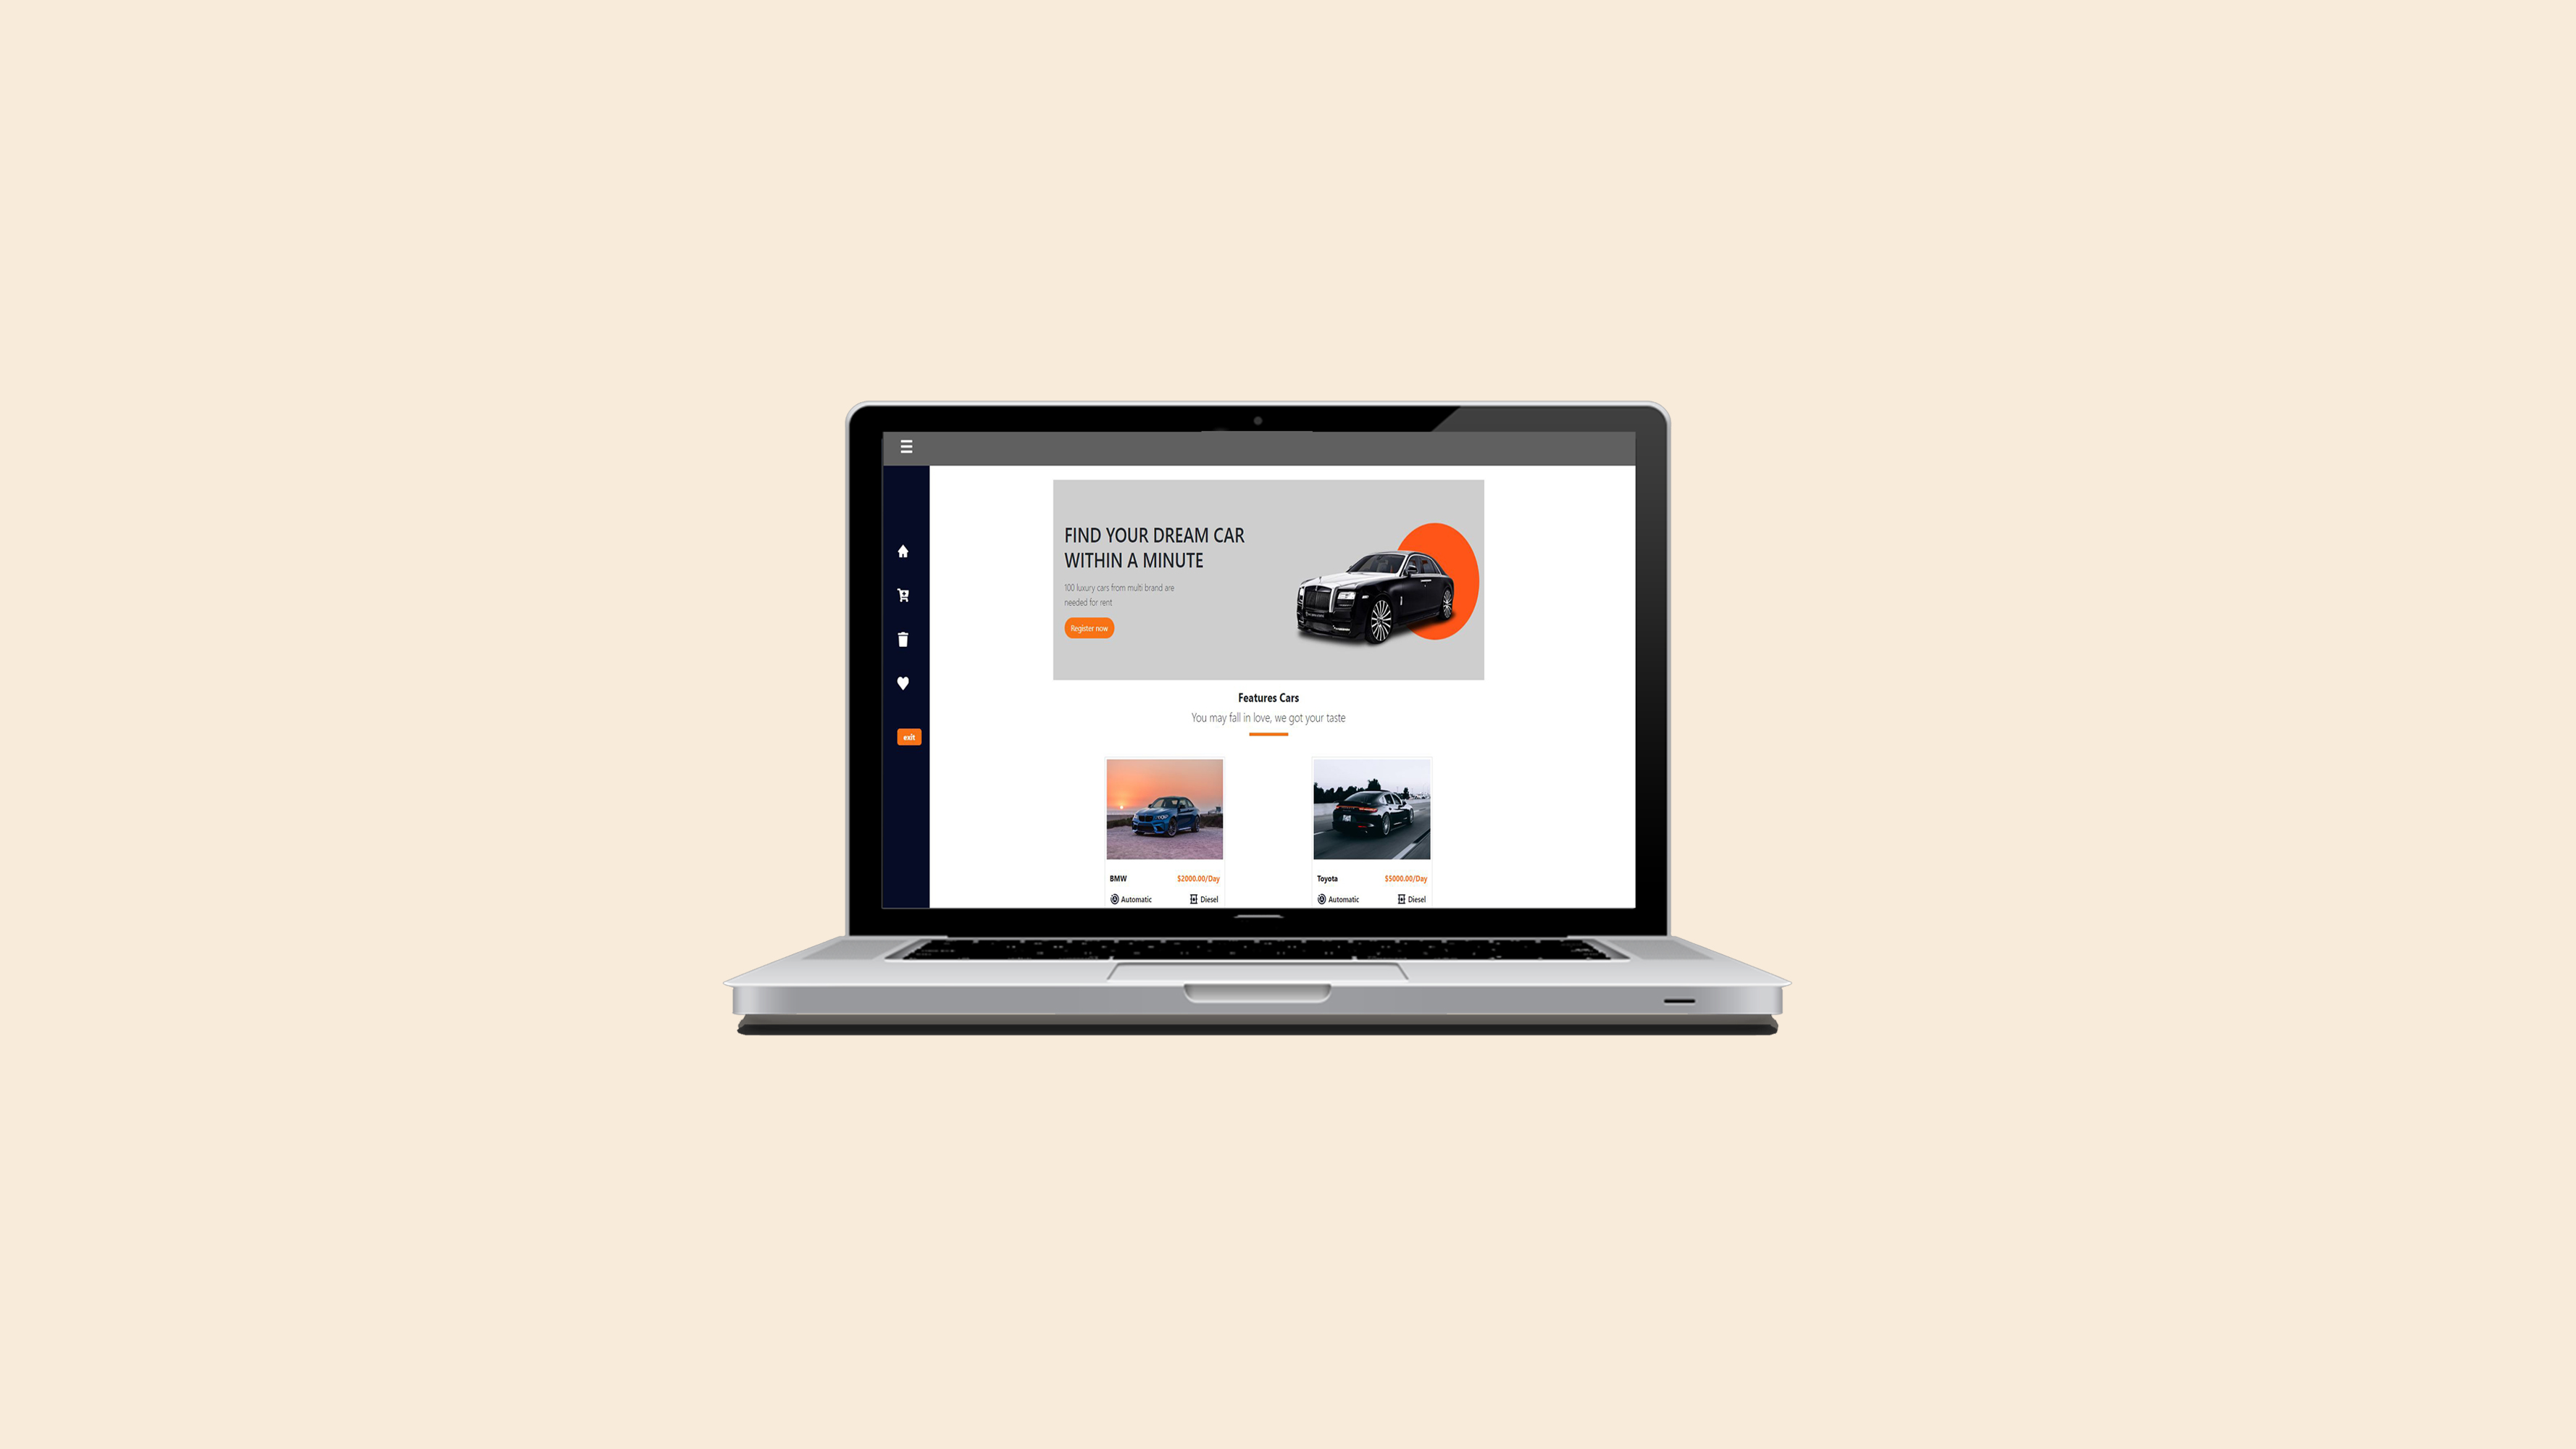 FIND YOUR DREAM CAR
WITHIN A MINUTE
100 luxury cars from multi brand are
needed for rent
Register now
exit
Features Cars
You may fall in love, we got your taste
BMW $2000.00/Day
Automatic Diesel
Toyota $5000.00/Day
Automatic Diesel